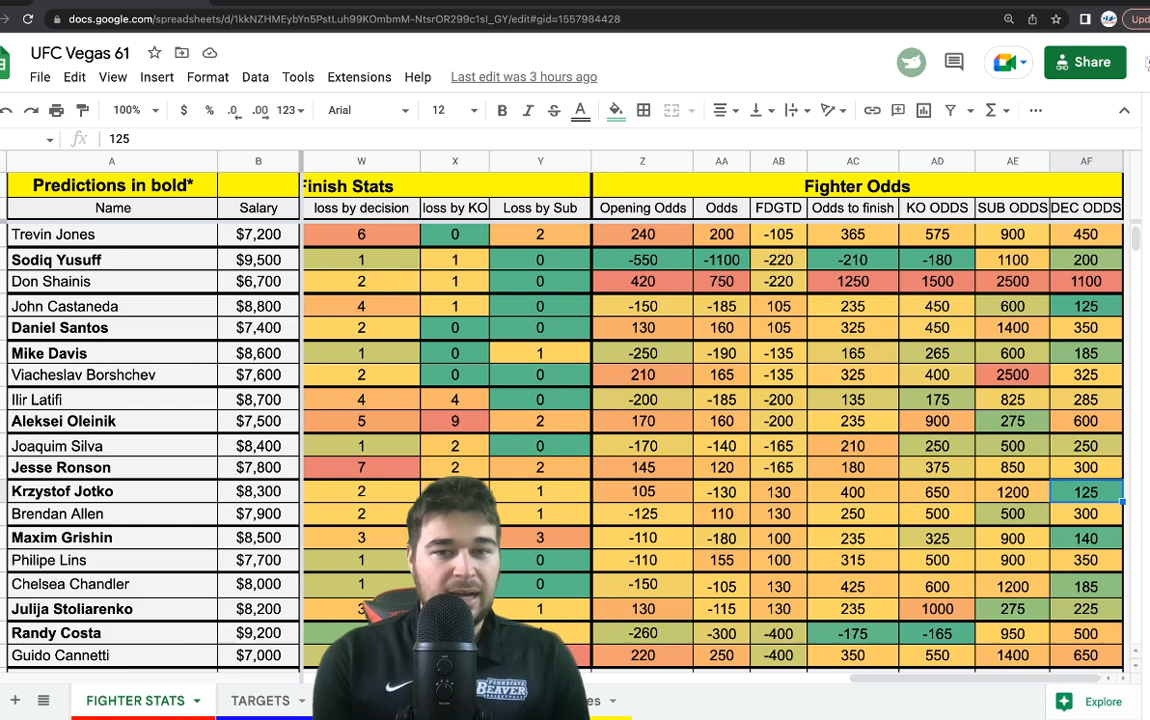 docs.google.com/spreadsheets/d/1kkNZHMEybYn5PstLuh99KOmbmM-NtsrOR299c1sI_GY/edit#gid=1557984428
UFC Vegas 61
File Edit View Insert Format Data Tools Extensions Help Last edit was 3 hours ago
Share
100% $ % .0 .00 123 Arial 12 B I S A
fx 125
A B W X Y Z AA AB AC AD AE AF
Predictions in bold* Finish Stats Fighter Odds
Name Salary loss by decision loss by KO Loss by Sub Opening Odds Odds FDGTD Odds to finish KO ODDS SUB ODDS DEC ODDS
Trevin Jones $7,200 6 0 2 240 200 -105 365 575 900 450
Sodiq Yusuff $9,500 1 1 0 -550 -1100 -220 -210 -180 1100 200
Don Shainis $6,700 2 1 0 420 750 -220 1250 1500 2500 1100
John Castaneda $8,800 4 1 0 -150 -185 105 235 450 600 125
Daniel Santos $7,400 2 0 0 130 160 105 325 450 1400 350
Mike Davis $8,600 1 0 1 -250 -190 -135 165 265 600 185
Viacheslav Borshchev $7,600 2 0 0 210 165 -135 325 400 2500 325
Ilir Latifi $8,700 4 4 0 -200 -185 -200 135 175 825 285
Aleksei Oleinik $7,500 5 9 2 170 160 -200 235 900 275 600
Joaquim Silva $8,400 1 2 0 -170 -140 -165 210 250 500 250
Jesse Ronson $7,800 7 2 2 145 120 -165 180 375 850 300
Krzystof Jotko $8,300 2 1 105 -130 130 400 650 1200 125
Brendan Allen $7,900 2 1 -125 110 130 250 500 500 300
Maxim Grishin $8,500 3 3 -110 -180 100 235 325 900 140
Philipe Lins $7,700 1 0 -110 155 100 315 500 900 350
Chelsea Chandler $8,000 1 0 -150 -105 130 425 600 1200 185
Julija Stoliarenko $8,200 3 1 130 -115 130 235 1000 275 225
Randy Costa $9,200 -260 -300 -400 -175 -165 950 500
Guido Cannetti $7,000 220 250 -400 350 550 1400 650
PENN STATE
BEAVER
BASKETBALL
FIGHTER STATS TARGETS Explore